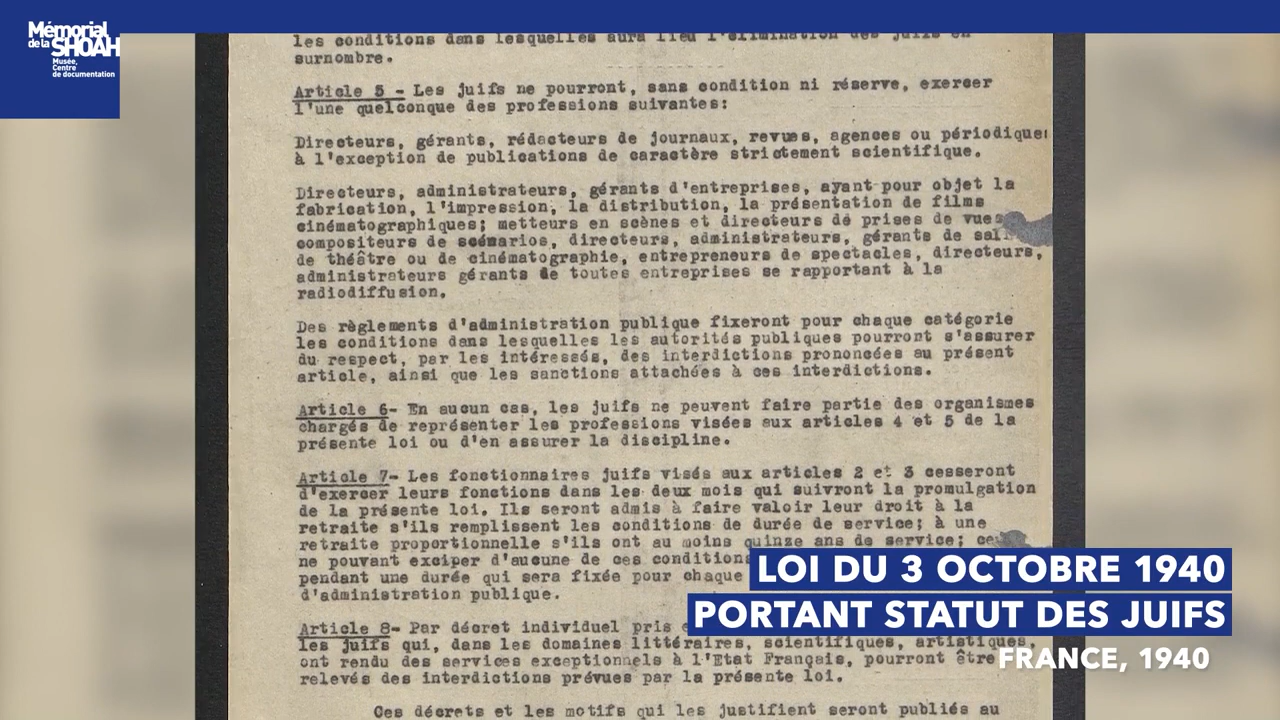 Mémorial
de la SHOAH
Musée,
Centre
de documentation
les conditions dans lesquelles aura lieu l'élimination des juifs en
surnombre.
Article 5 - Les juifs ne pourront, sans condition ni réserve, exercer
l'une quelconque des professions suivantes:
Directeurs, gérants, rédacteurs de journaux, revues, agences ou périodiques
à l'exception de publications de caractère strictement scientifique.
Directeurs, administrateurs, gérants d'entreprises, ayant pour objet la
fabrication, l'impression, la distribution, la présentation de films
cinématographiques; metteurs en scènes et directeurs de prises de vues
compositeurs de scénarios, directeurs, administrateurs, gérants de
de théâtre ou de cinématographie, entrepreneurs de spectacles, directeurs,
administrateurs gérants de toutes entreprises se rapportant à la
radiodiffusion.
Des règlements d'administration publique fixeront pour chaque catégorie
les conditions dans lesquelles les autorités publiques pourront s'assurer
du respect, par les intéressés, des interdictions prononcées au présent
article, ainsi que les sanctions attachées à ces interdictions.
Article 6- En aucun cas, les juifs ne peuvent faire partie des organismes
chargés de représenter les professions visées aux articles 4 et 5 de la
présente loi ou d'en assurer la discipline.
Article 7- Les fonctionnaires juifs visés aux articles 2 et 3 cesseront
d'exercer leurs fonctions dans les deux mois qui suivront la promulgation
de la présente loi. Ils seront admis à faire valoir leur droit à la
retraite s'ils remplissent les conditions de durée de service; à une
retraite proportionnelle s'ils ont au moins quinze ans de service;
ne pouvant exciper d'aucune de ces conditions
pendant une durée qui sera fixée pour chaque
d'administration publique.
Article 8- Par décret individuel pris
les juifs qui, dans les domaines littéraires, scientifiques, artistiques,
ont rendu des services exceptionnels à l'Etat Français, pourront être
relevés des interdictions prévues par la présente loi.
Ces décrets et les motifs qui les justifient seront publiés au
LOI DU 3 OCTOBRE 1940
PORTANT STATUT DES JUIFS
FRANCE, 1940